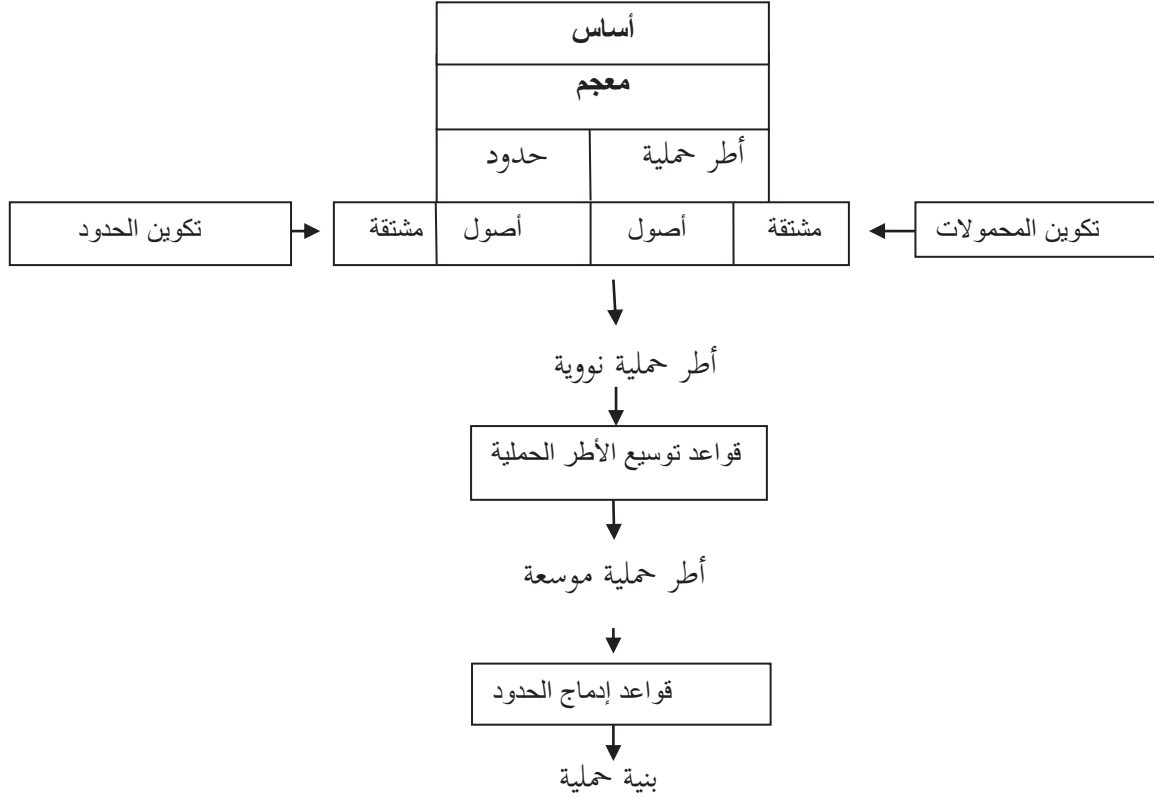 أساس
معجم
أطر حملية
حدود
تكوين المحمولات
مشتقة
أصول
أصول
مشتقة
تكوين الحدود
أطر حملية نووية
قواعد توسيع الأطر الحملية
أطر حملية موسعة
قواعد إدماج الحدود
بنية حملية